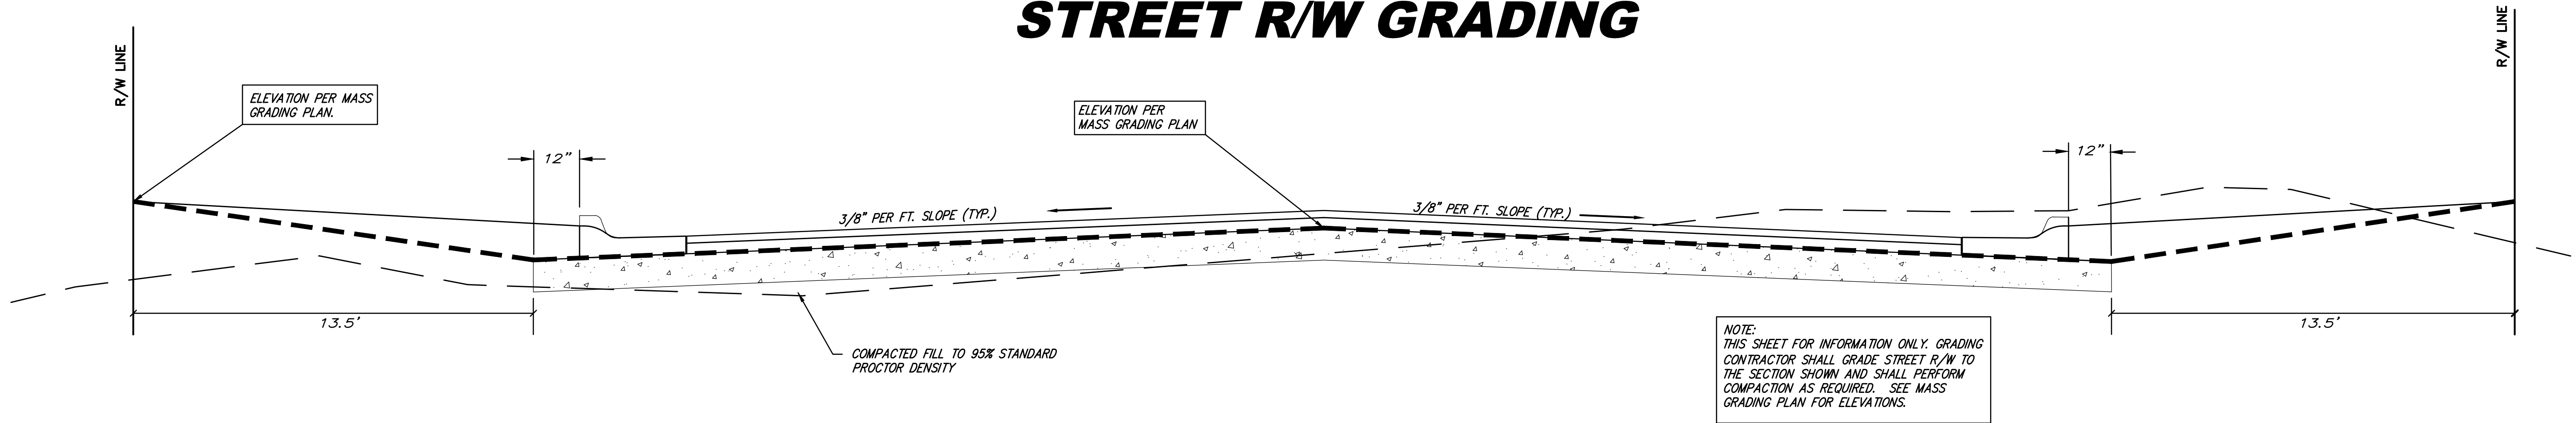 STREET R/W GRADING
R/W LINE
R/W LINE
ELEVATION PER MASS
GRADING PLAN.
ELEVATION PER
MASS GRADING PLAN
12"
12"
3/8" PER FT. SLOPE (TYP.)
3/8" PER FT. SLOPE (TYP.)
13.5'
13.5'
COMPACTED FILL TO 95% STANDARD
PROCTOR DENSITY
NOTE:
THIS SHEET FOR INFORMATION ONLY. GRADING
CONTRACTOR SHALL GRADE STREET R/W TO
THE SECTION SHOWN AND SHALL PERFORM
COMPACTION AS REQUIRED. SEE MASS
GRADING PLAN FOR ELEVATIONS.